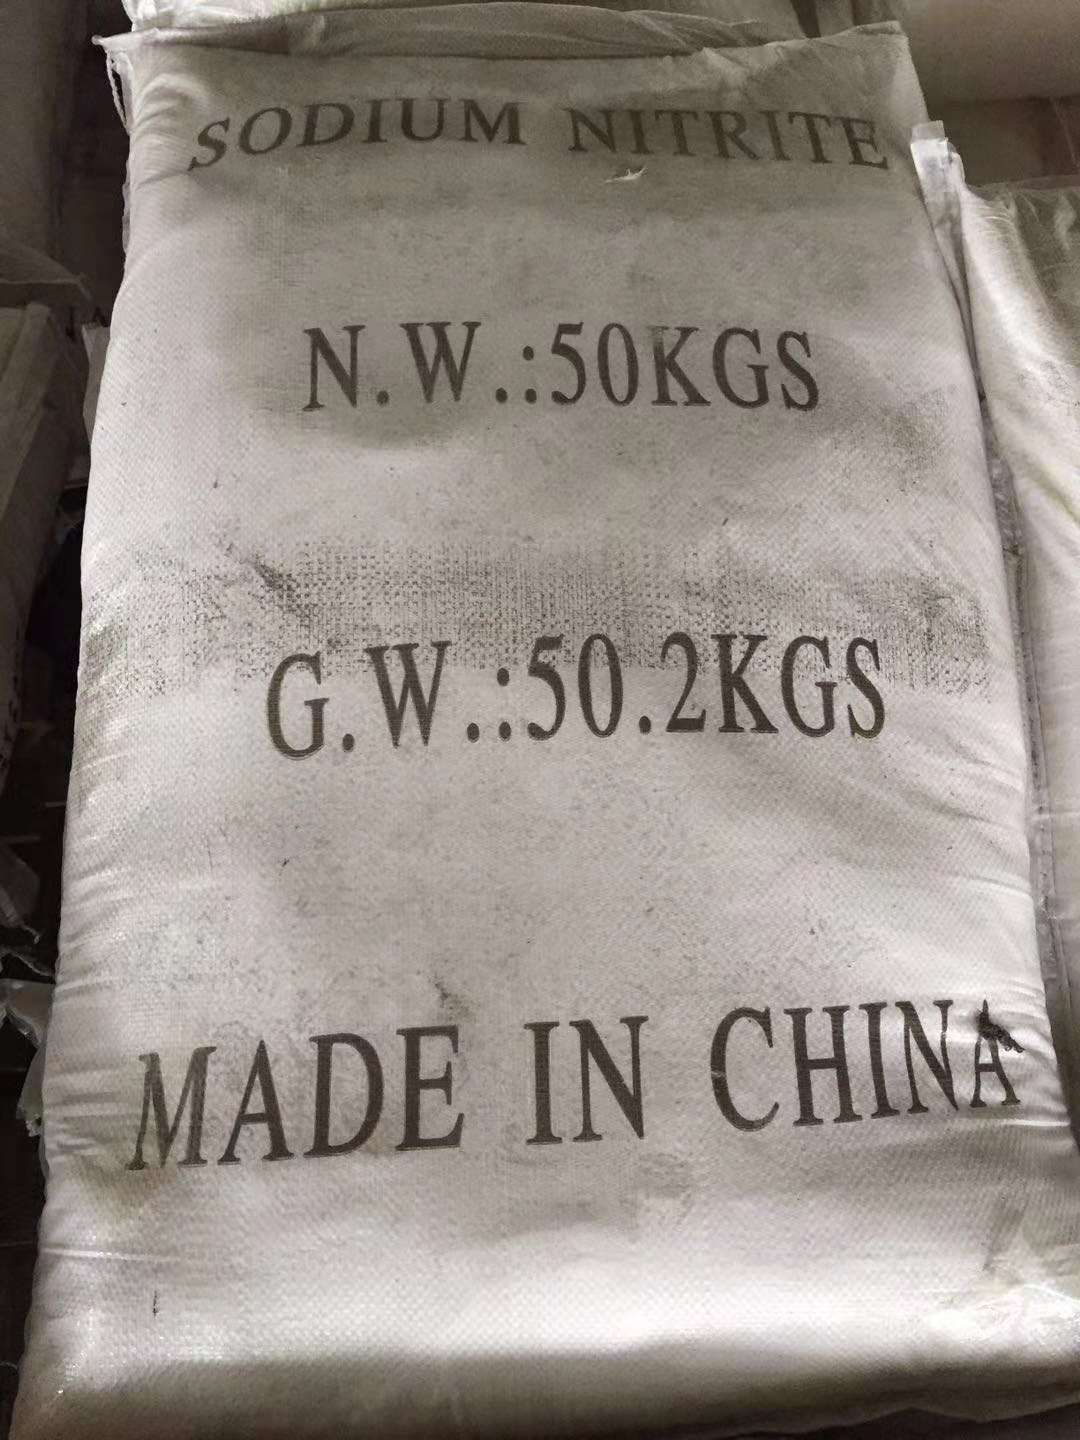 SODIUM NITRITE
N.W.:50KGS
G.W.:50.2KGS
MADE IN CHINA